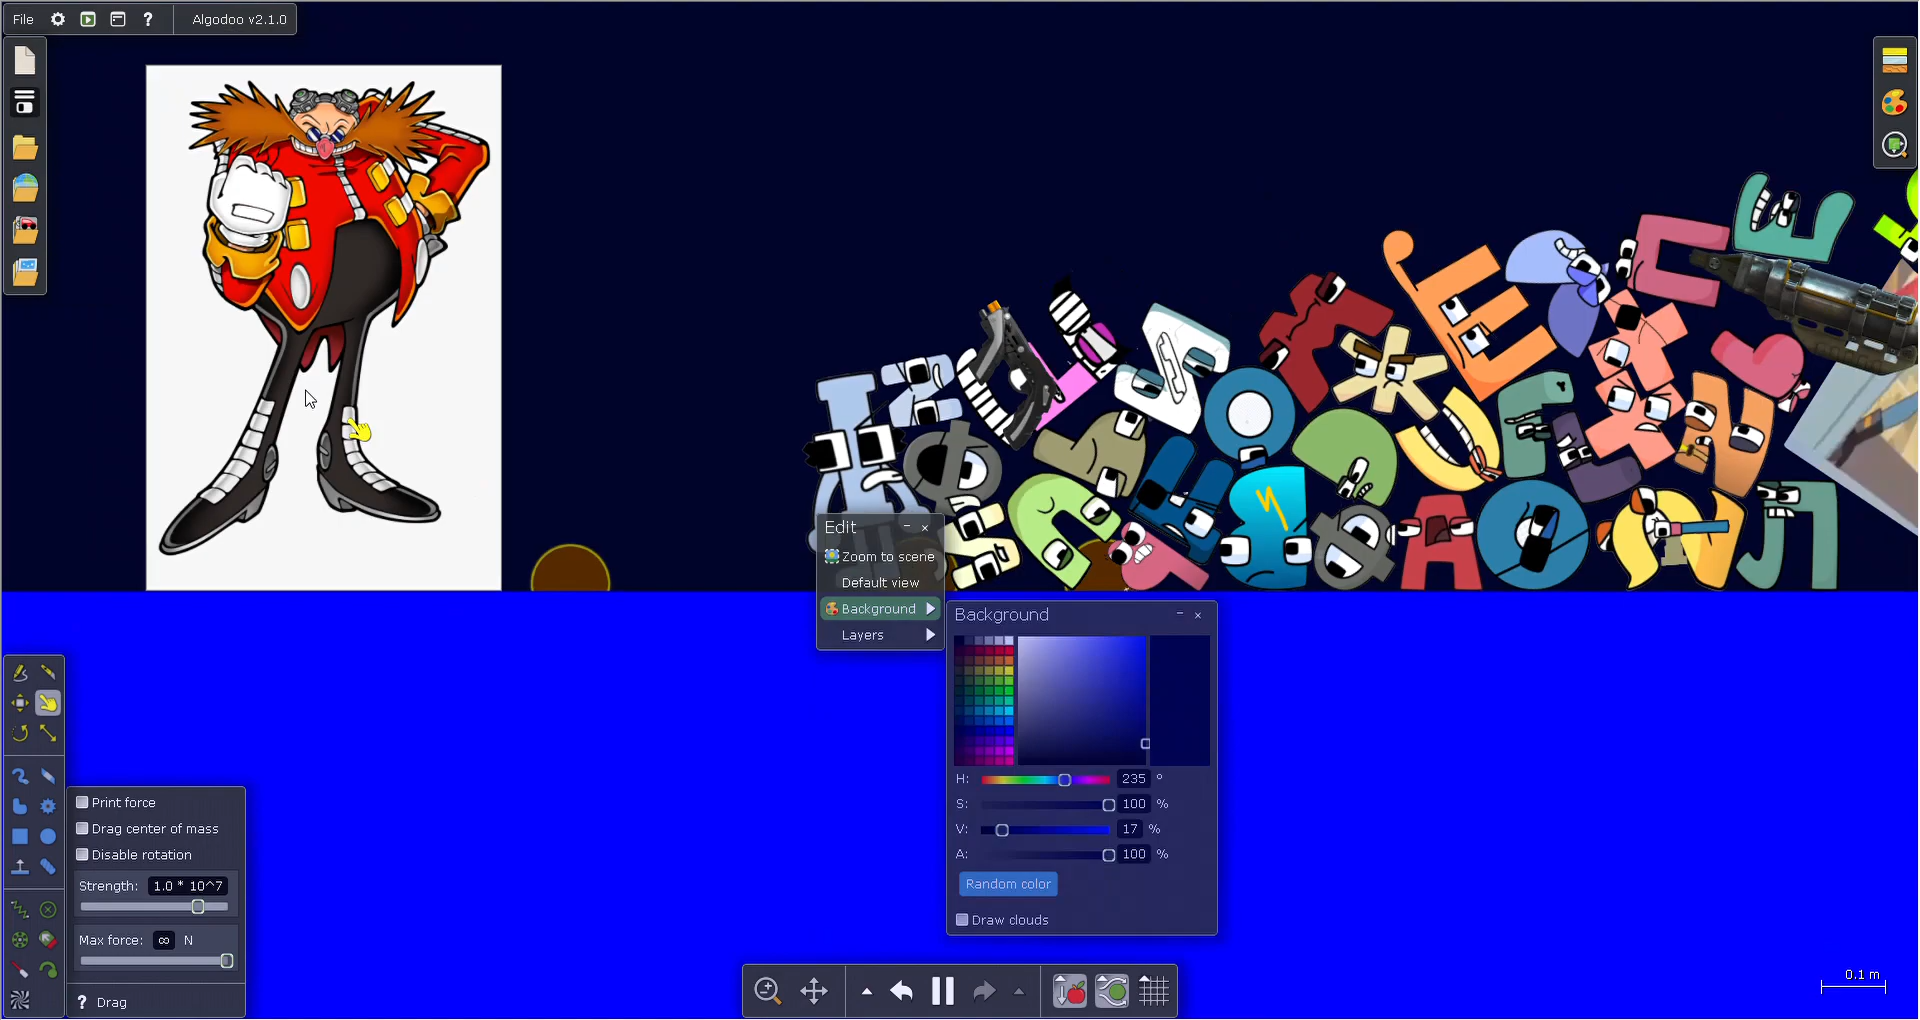 File
?
Algodoo v2.1.0
Edit
Zoom to scene
Default view
Background
Layers
Background
H: 235 °
S: 100 %
V: 17 %
A: 100 %
Random color
Draw clouds
Print force
Drag center of mass
Disable rotation
Strength: 1.0 * 10^7
Max force: ∞ N
? Drag
0.1 m